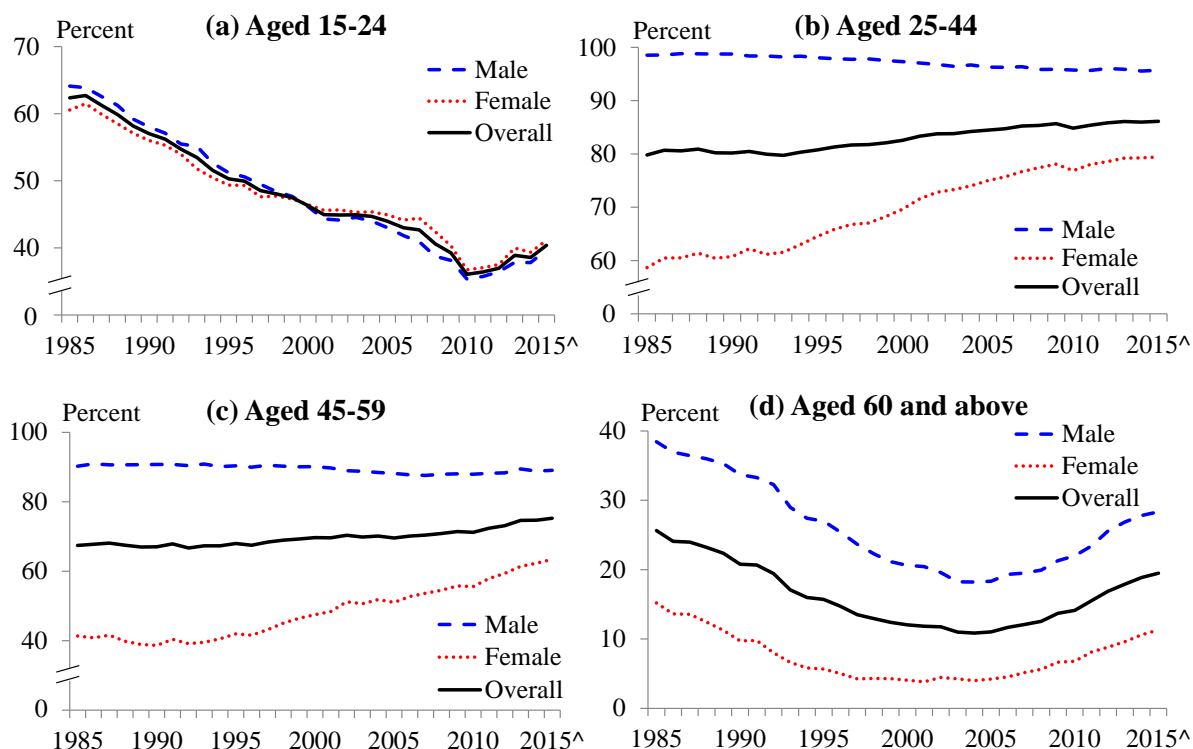 (a) Aged 15-24
Percent
70
60
50
40
0
Male
Female
Overall
1985 1990 1995 2000 2005 2010 2015^
(b) Aged 25-44
Percent
100
90
80
70
60
0
Male
Female
Overall
1985 1990 1995 2000 2005 2010 2015^
(c) Aged 45-59
Percent
100
80
60
40
0
Male
Female
Overall
1985 1990 1995 2000 2005 2010 2015^
(d) Aged 60 and above
Percent
40
30
20
10
0
Male
Female
Overall
1985 1990 1995 2000 2005 2010 2015^